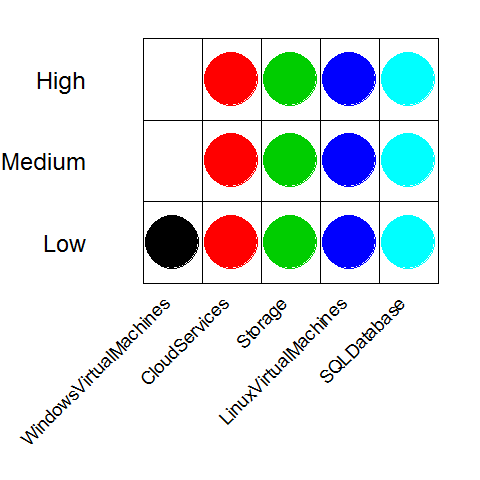 High
Medium
Low
WindowsVirtualMachines
CloudServices
Storage
LinuxVirtualMachines
SQLDatabase